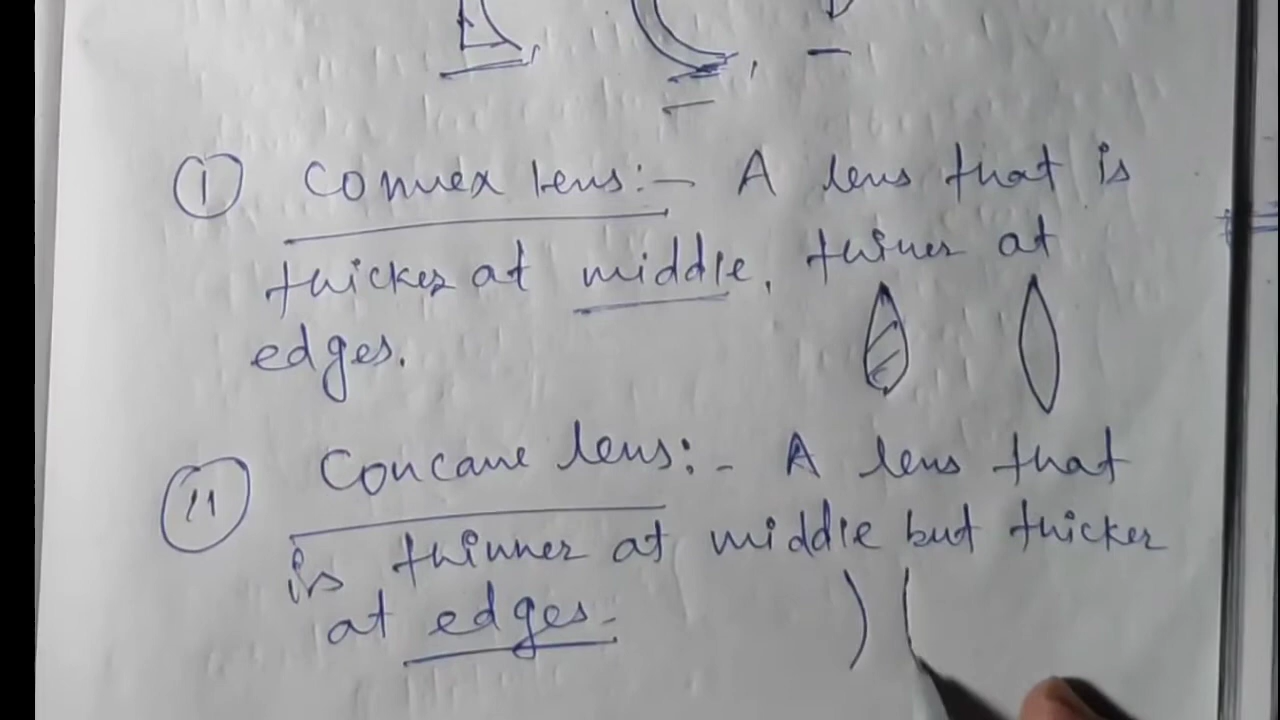 (i) Convex lens:- A lens that is
thicker at middle, thiner at
edges.
(ii) Concave lens:- A lens that
is thinner at middle but thicker
at edges.